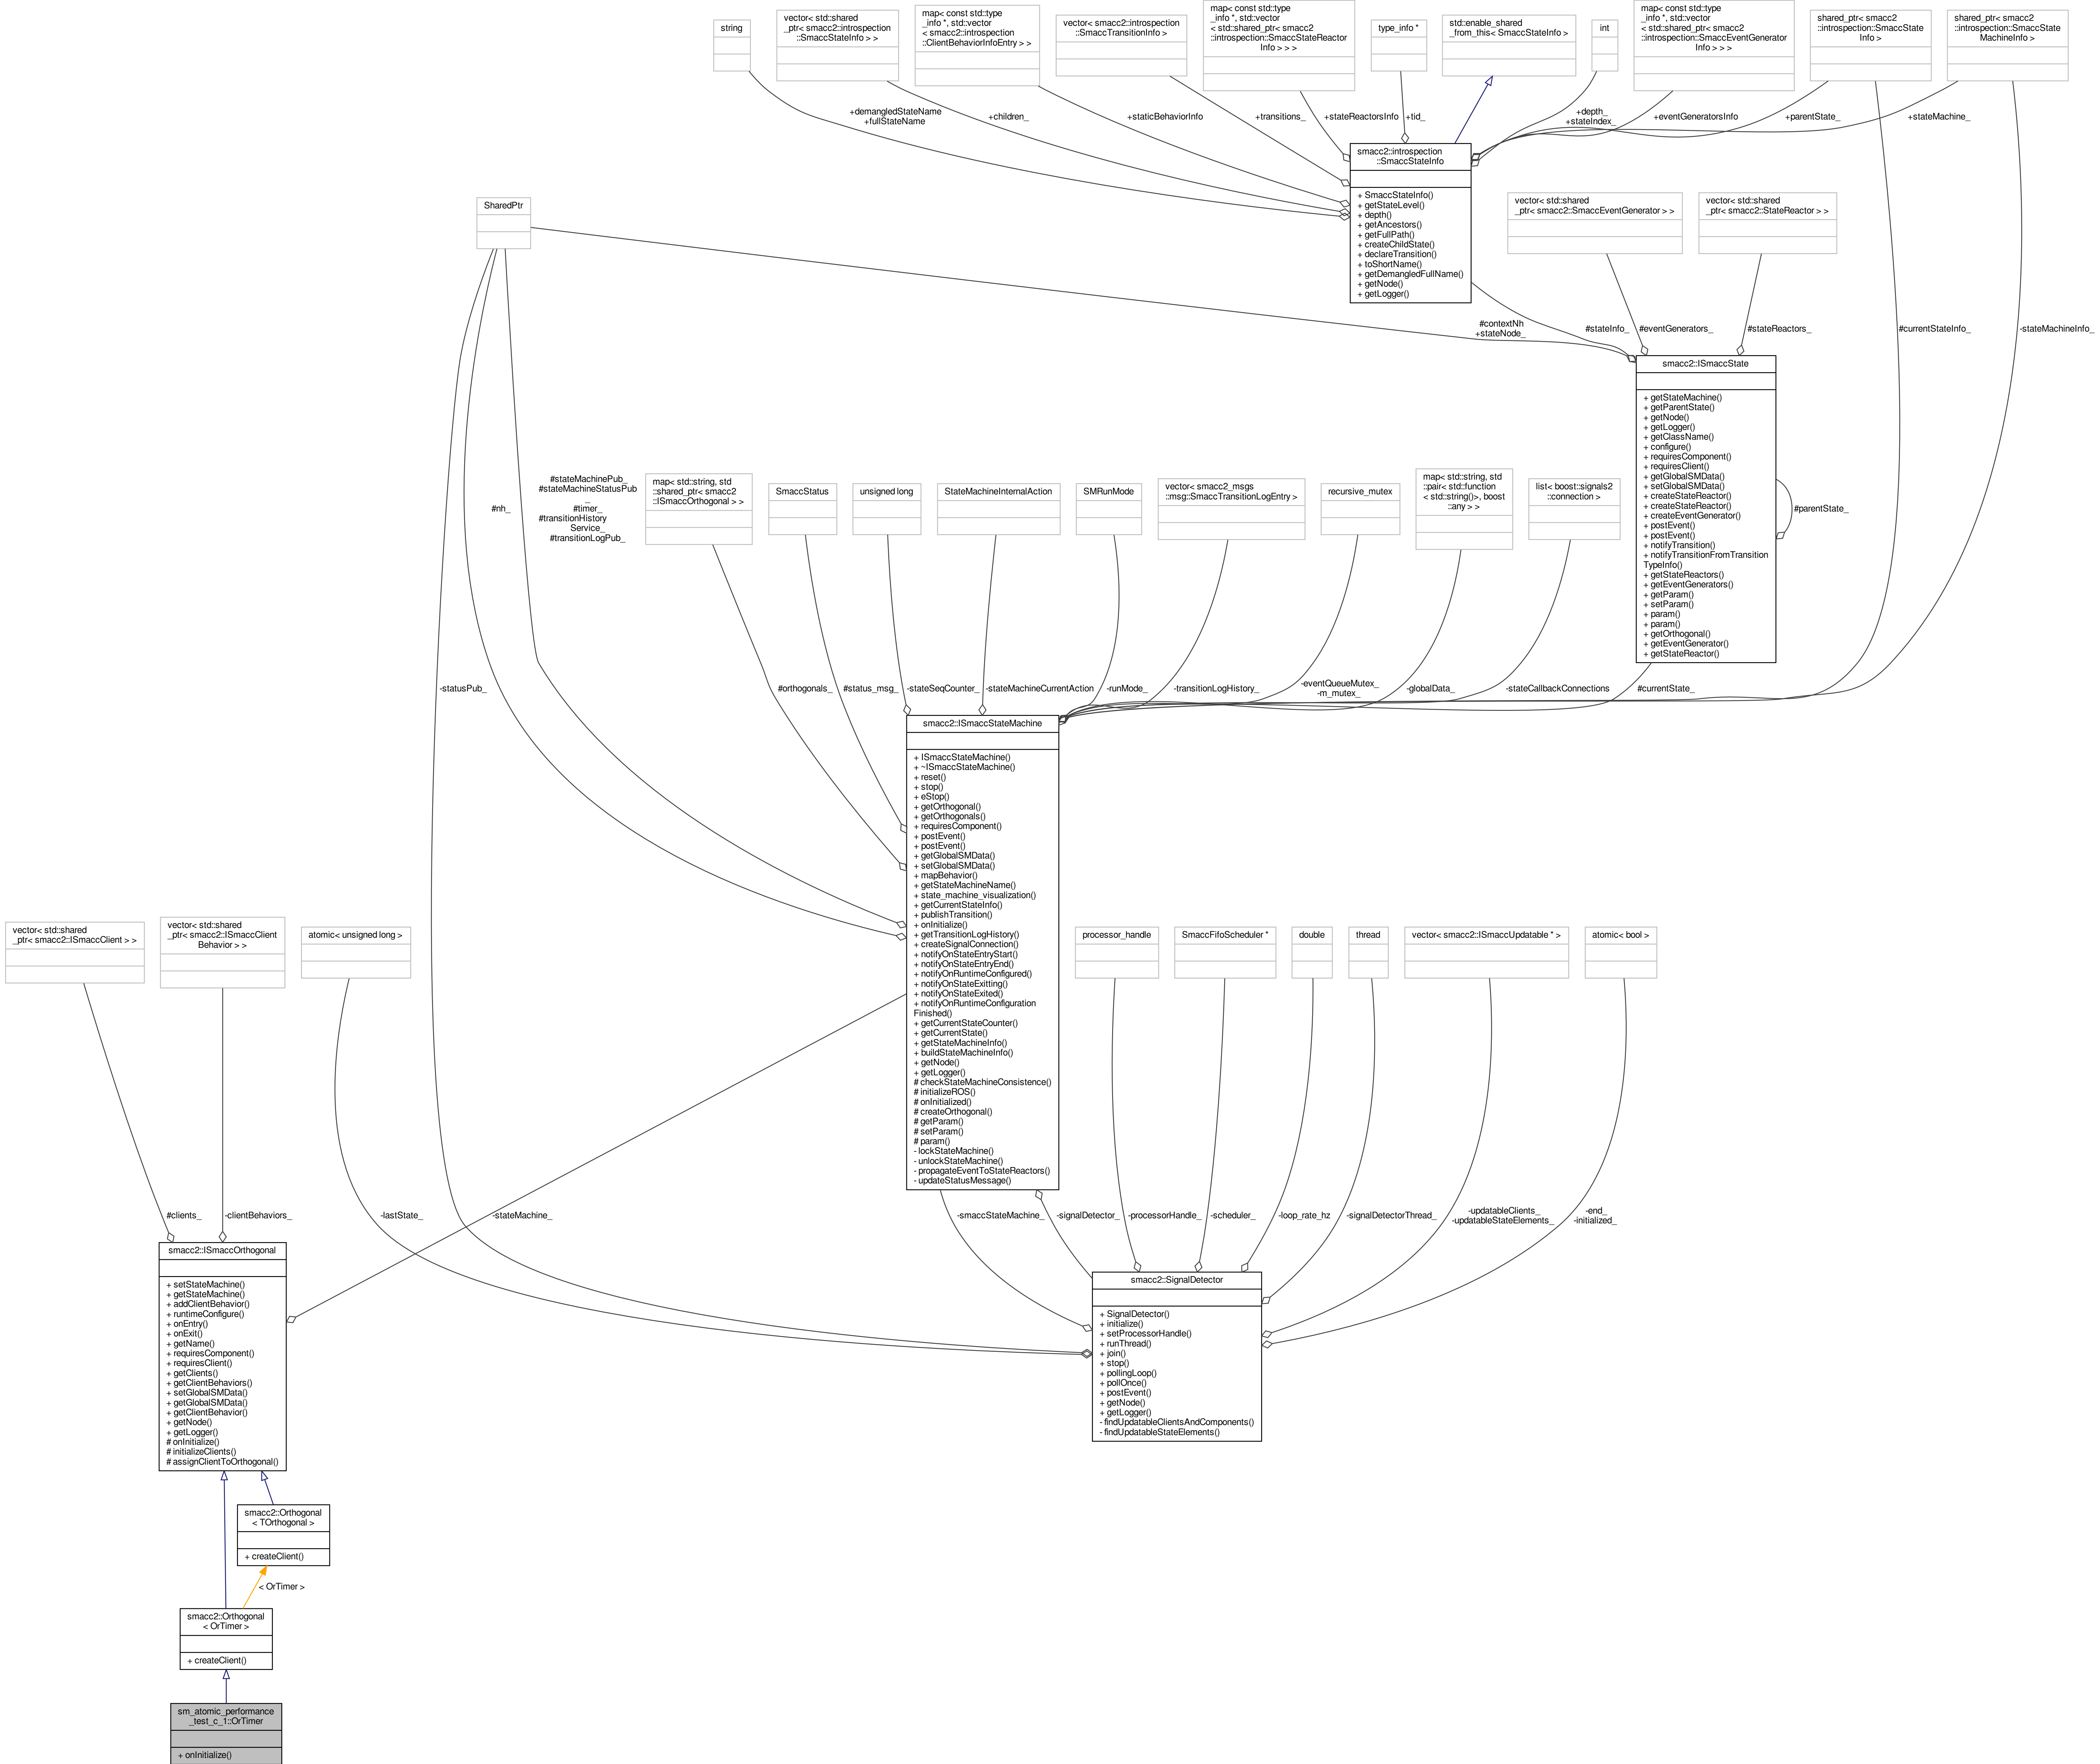 string
vector< std::shared
_ptr< smacc2::introspection
::SmaccStateInfo > >
map< const std::type
_info *, std::vector
< smacc2::introspection
::ClientBehaviorInfoEntry > >
vector< smacc2::introspection
::SmaccTransitionInfo >
map< const std::type
_info *, std::vector
< std::shared_ptr< smacc2
::introspection::SmaccStateReactor
Info > > >
type_info *
std::enable_shared
_from_this< SmaccStateInfo >
int
map< const std::type
_info *, std::vector
< std::shared_ptr< smacc2
::introspection::SmaccEventGenerator
Info > > >
shared_ptr< smacc2
::introspection::SmaccState
Info >
shared_ptr< smacc2
::introspection::SmaccState
MachineInfo >
+demangledStateName
+fullStateName
+children_
+staticBehaviorInfo
+transitions_
+stateReactorsInfo
+tid_
+depth_
+stateIndex_
+eventGeneratorsInfo
+parentState_
+stateMachine_
smacc2::introspection
::SmaccStateInfo
+ SmaccStateInfo()
+ getStateLevel()
+ depth()
+ getAncestors()
+ getFullPath()
+ createChildState()
+ declareTransition()
+ toShortName()
+ getDemangledFullName()
+ getNode()
+ getLogger()
SharedPtr
vector< std::shared
_ptr< smacc2::SmaccEventGenerator > >
vector< std::shared
_ptr< smacc2::StateReactor > >
#contextNh
+stateNode_
#stateInfo_
#eventGenerators_
#stateReactors_
#currentStateInfo_
-stateMachineInfo_
smacc2::ISmaccState
+ getStateMachine()
+ getParentState()
+ getNode()
+ getLogger()
+ getClassName()
+ configure()
+ requiresComponent()
+ requiresClient()
+ getGlobalSMData()
+ setGlobalSMData()
+ createStateReactor()
+ createStateReactor()
+ createEventGenerator()
+ postEvent()
+ postEvent()
+ notifyTransition()
+ notifyTransitionFromTransition
TypeInfo()
+ getStateReactors()
+ getEventGenerators()
+ getParam()
+ setParam()
+ param()
+ param()
+ getOrthogonal()
+ getEventGenerator()
+ getStateReactor()
#parentState_
#nh_
#stateMachinePub_
#stateMachineStatusPub
_
#timer_
#transitionHistory
Service_
#transitionLogPub_
map< std::string, std
::shared_ptr< smacc2
::ISmaccOrthogonal > >
SmaccStatus
unsigned long
StateMachineInternalAction
SMRunMode
vector< smacc2_msgs
::msg::SmaccTransitionLogEntry >
recursive_mutex
map< std::string, std
::pair< std::function
< std::string()>, boost
::any > >
list< boost::signals2
::connection >
-statusPub_
#orthogonals_
#status_msg_
-stateSeqCounter_
-stateMachineCurrentAction
-runMode_
-transitionLogHistory_
-eventQueueMutex_
-m_mutex_
-globalData_
-stateCallbackConnections
#currentState_
smacc2::ISmaccStateMachine
+ ISmaccStateMachine()
+ ~ISmaccStateMachine()
+ reset()
+ stop()
+ eStop()
+ getOrthogonal()
+ getOrthogonals()
+ requiresComponent()
+ postEvent()
+ postEvent()
+ getGlobalSMData()
+ setGlobalSMData()
+ mapBehavior()
+ getStateMachineName()
+ state_machine_visualization()
+ getCurrentStateInfo()
+ publishTransition()
+ onInitialize()
+ getTransitionLogHistory()
+ createSignalConnection()
+ notifyOnStateEntryStart()
+ notifyOnStateEntryEnd()
+ notifyOnRuntimeConfigured()
+ notifyOnStateExitting()
+ notifyOnStateExited()
+ notifyOnRuntimeConfiguration
Finished()
+ getCurrentStateCounter()
+ getCurrentState()
+ getStateMachineInfo()
+ buildStateMachineInfo()
+ getNode()
+ getLogger()
# checkStateMachineConsistence()
# initializeROS()
# onInitialized()
# createOrthogonal()
# getParam()
# setParam()
# param()
- lockStateMachine()
- unlockStateMachine()
- propagateEventToStateReactors()
- updateStatusMessage()
vector< std::shared
_ptr< smacc2::ISmaccClient > >
vector< std::shared
_ptr< smacc2::ISmaccClient
Behavior > >
atomic< unsigned long >
processor_handle
SmaccFifoScheduler *
double
thread
vector< smacc2::ISmaccUpdatable * >
atomic< bool >
#clients_
-clientBehaviors_
-lastState_
-stateMachine_
-smaccStateMachine_
-signalDetector_
-processorHandle_
-scheduler_
-loop_rate_hz
-signalDetectorThread_
-updatableClients_
-updatableStateElements_
-end_
-initialized_
smacc2::ISmaccOrthogonal
+ setStateMachine()
+ getStateMachine()
+ addClientBehavior()
+ runtimeConfigure()
+ onEntry()
+ onExit()
+ getName()
+ requiresComponent()
+ requiresClient()
+ getClients()
+ getClientBehaviors()
+ setGlobalSMData()
+ getGlobalSMData()
+ getClientBehavior()
+ getNode()
+ getLogger()
# onInitialize()
# initializeClients()
# assignClientToOrthogonal()
smacc2::SignalDetector
+ SignalDetector()
+ initialize()
+ setProcessorHandle()
+ runThread()
+ join()
+ stop()
+ pollingLoop()
+ pollOnce()
+ postEvent()
+ getNode()
+ getLogger()
- findUpdatableClientsAndComponents()
- findUpdatableStateElements()
smacc2::Orthogonal
< TOrthogonal >
+ createClient()
< OrTimer >
smacc2::Orthogonal
< OrTimer >
+ createClient()
sm_atomic_performance
_test_c_1::OrTimer
+ onInitialize()